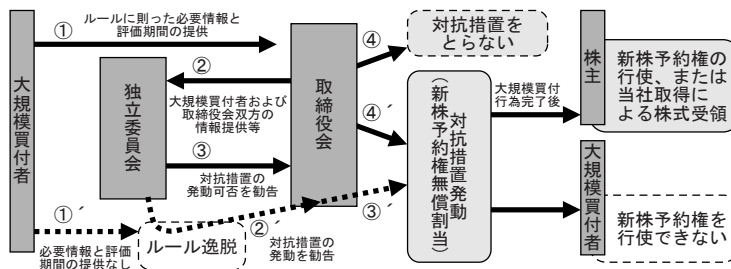 ①
ルールに則った必要情報と
評価期間の提供
④
対抗措置を
とらない
株主
新株予約権の
行使、または
当社取得に
よる株式受領
大規模買付者
②
独立委員会
大規模買付者および
取締役会双方の
情報提供等
取締役会
④´
対抗措置発動
(新株予約権無償割当)
大規模買付
行為完了後
③
対抗措置の
発動可否を勧告
①´
必要情報と評価
期間の提供なし
ルール逸脱
②´
対抗措置の
発動を勧告
③´
大規模買付者
新株予約権を
行使できない